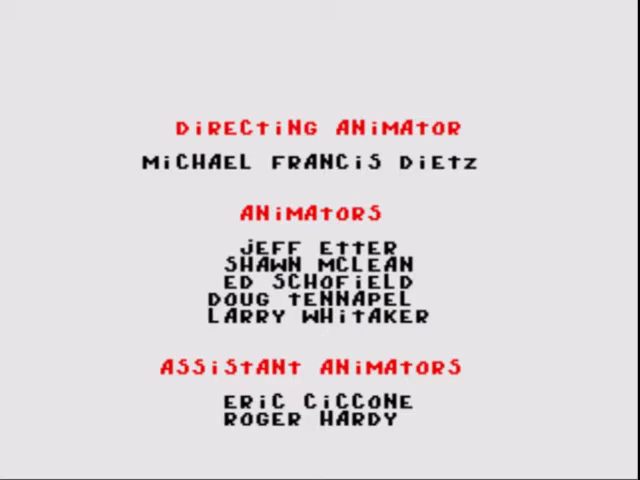 DiRECtiNG ANiMAtOR
MiCHAEL FRANCiS DiEtz
ANiMAtORS
jEFF EttER
SHAWN MCLEAN
ED SCHOFiELD
DOUG tENNAPEL
LARRY WHitAKER
ASSiStANt ANiMAtORS
ERiC CiCCONE
ROGER HARDY